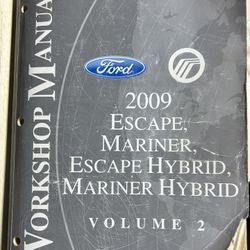 WORKSHOP MANUAL
Ford
2009
ESCAPE,
MARINER,
ESCAPE HYBRID,
MARINER HYBRID
VOLUME 2